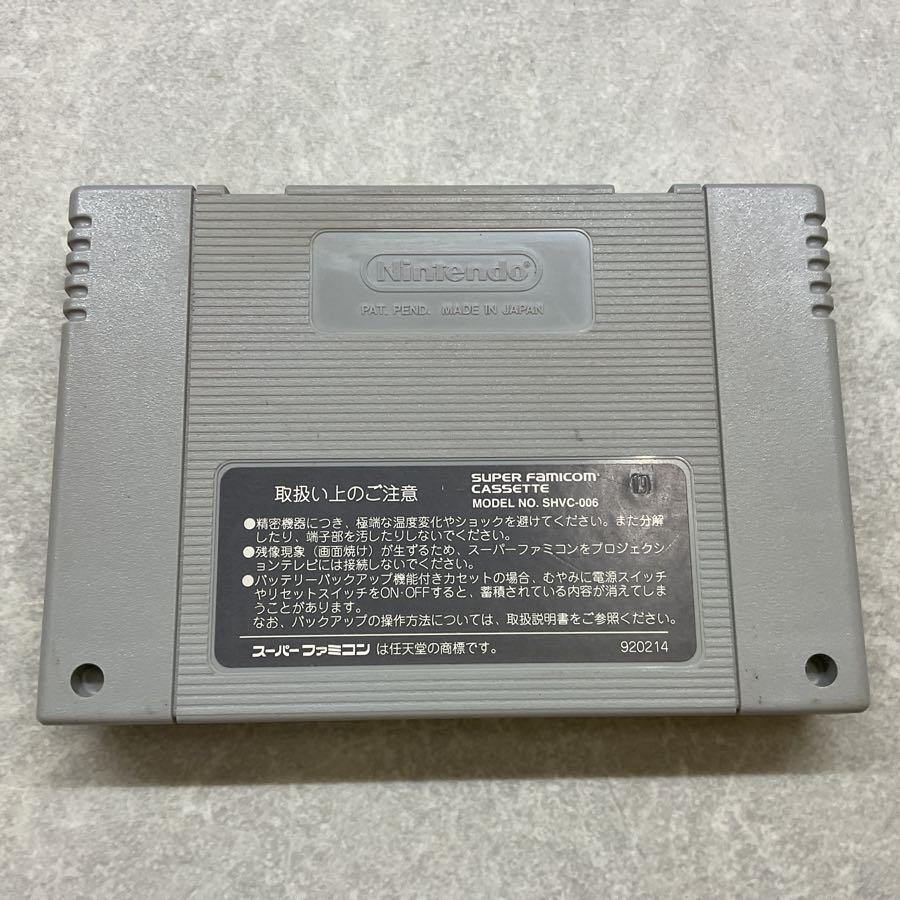 Nintendo®
PAT. PEND. MADE IN JAPAN
取扱い上のご注意
SUPER FAMICOM
CASSETTE
MODEL NO. SHVC-006
19
●精密機器につき、極端な温度変化やショックを避けてください。また分解
したり、端子部を汚したりしないでください。
●残像現象（画面焼け）が生ずるため、スーパーファミコンをプロジェクシ
ョンテレビには接続しないでください。
●バッテリーバックアップ機能付きカセットの場合、むやみに電源スイッチ
やリセットスイッチをON・OFFすると、蓄積されている内容が消えてしま
うことがあります。
なお、バックアップの操作方法については、取扱説明書をご参照ください。
スーパーファミコン は任天堂の商標です。
920214